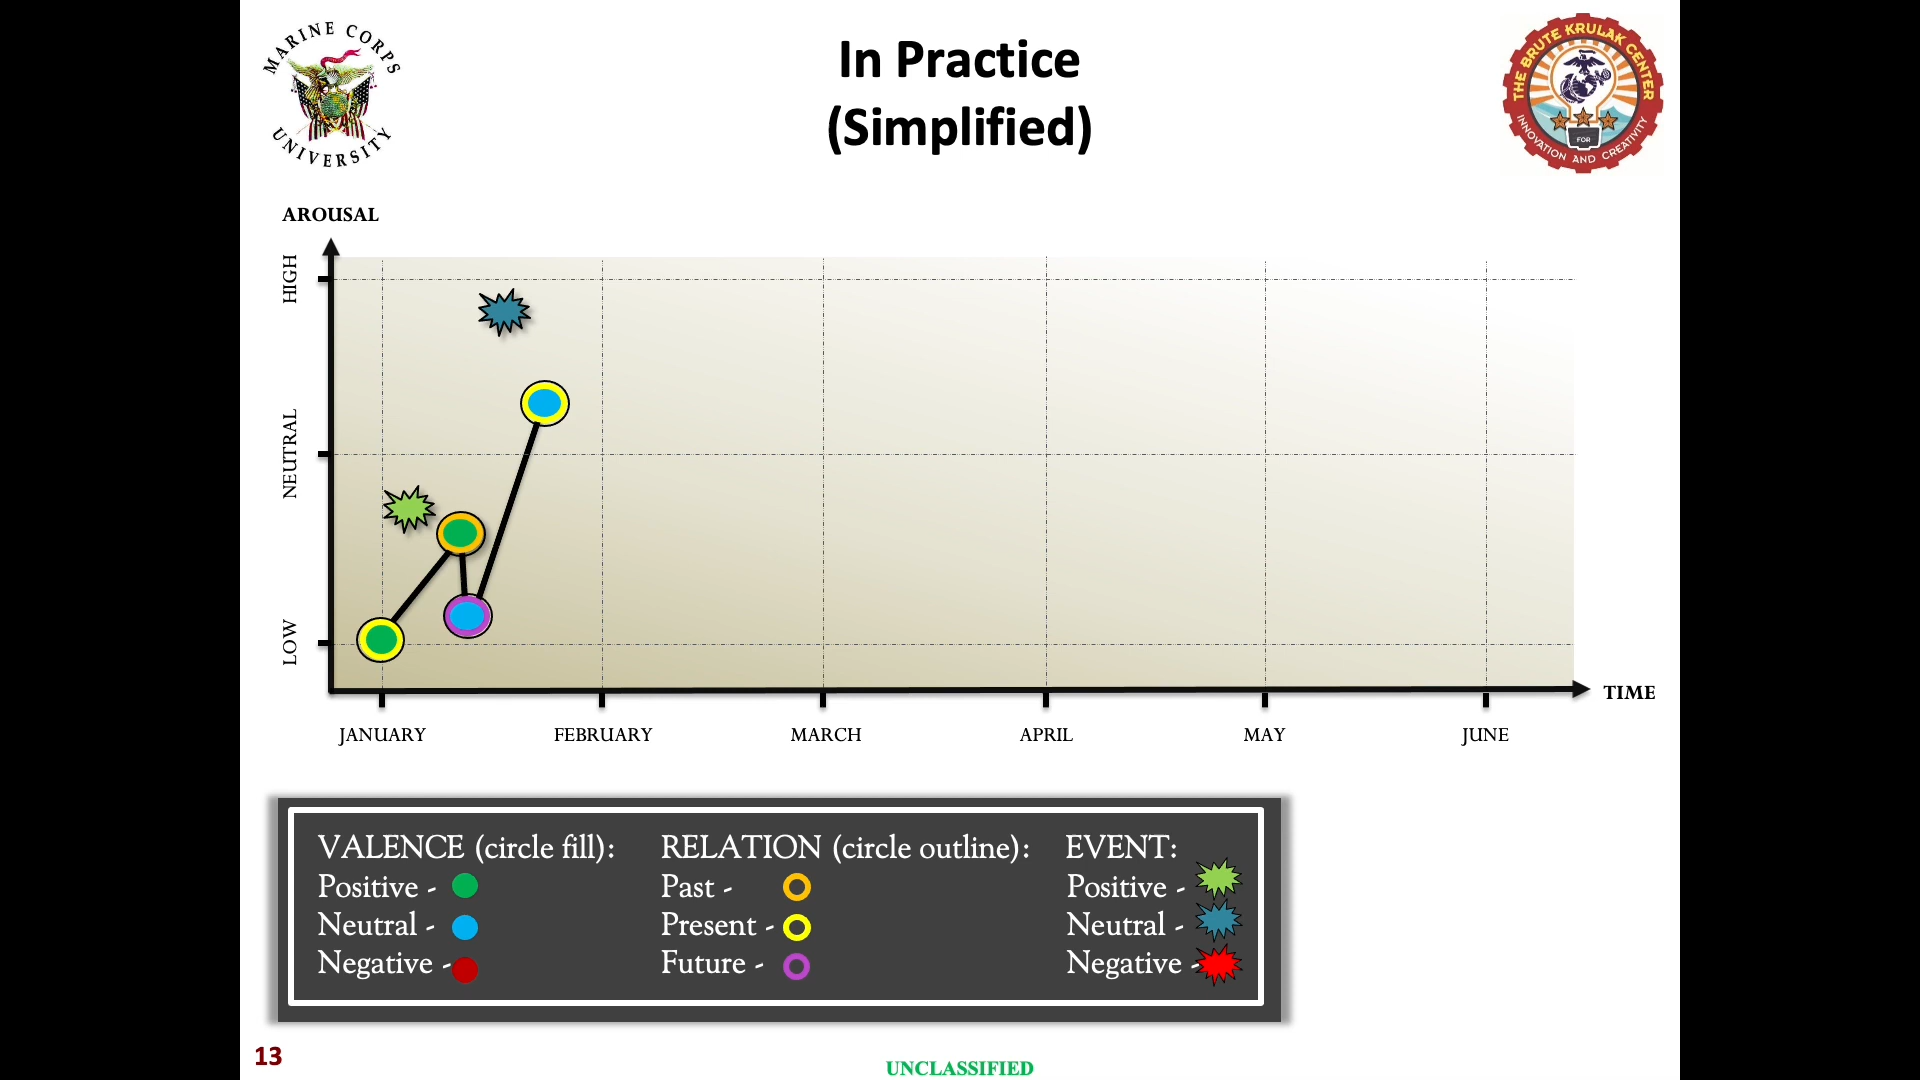 MARINE CORPS
UNIVERSITY
In Practice
(Simplified)
THE BRUTE KRULAK CENTER
FOR
INNOVATION AND CREATIVITY
AROUSAL
HIGH
NEUTRAL
LOW
TIME
JANUARY FEBRUARY MARCH APRIL MAY JUNE
VALENCE (circle fill): RELATION (circle outline): EVENT:
Positive - Past - Positive -
Neutral - Present - Neutral -
Negative - Future - Negative -
13
UNCLASSIFIED